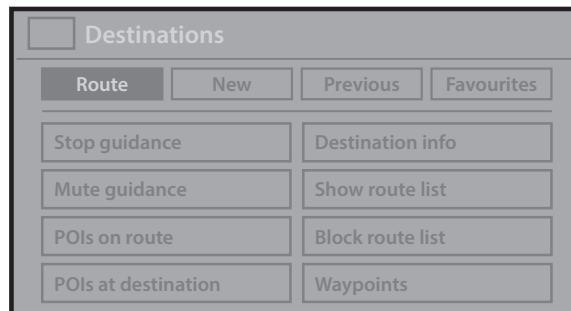 Destinations
Route New Previous Favourites
Stop guidance Destination info
Mute guidance Show route list
POIs on route Block route list
POIs at destination Waypoints